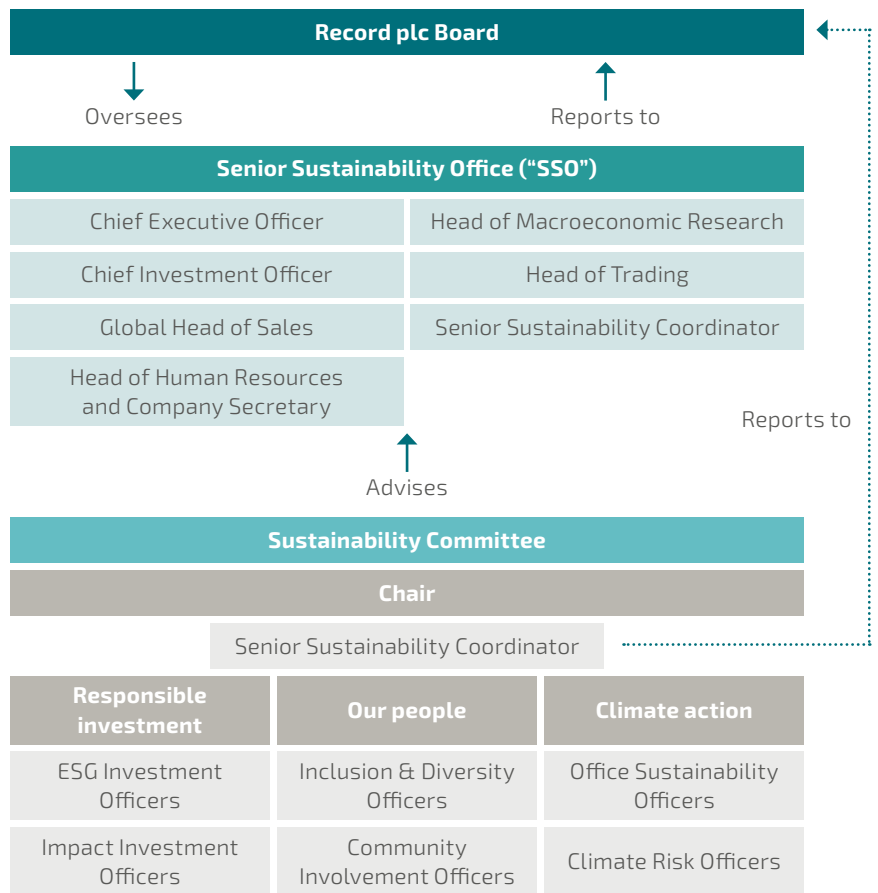 Record plc Board
Oversees
Reports to
Senior Sustainability Office (“SSO”)
Chief Executive Officer
Head of Macroeconomic Research
Chief Investment Officer
Head of Trading
Global Head of Sales
Senior Sustainability Coordinator
Head of Human Resources
and Company Secretary
Reports to
Advises
Sustainability Committee
Chair
Senior Sustainability Coordinator
Responsible
investment
Our people
Climate action
ESG Investment
Officers
Inclusion & Diversity
Officers
Office Sustainability
Officers
Impact Investment
Officers
Community
Involvement Officers
Climate Risk Officers